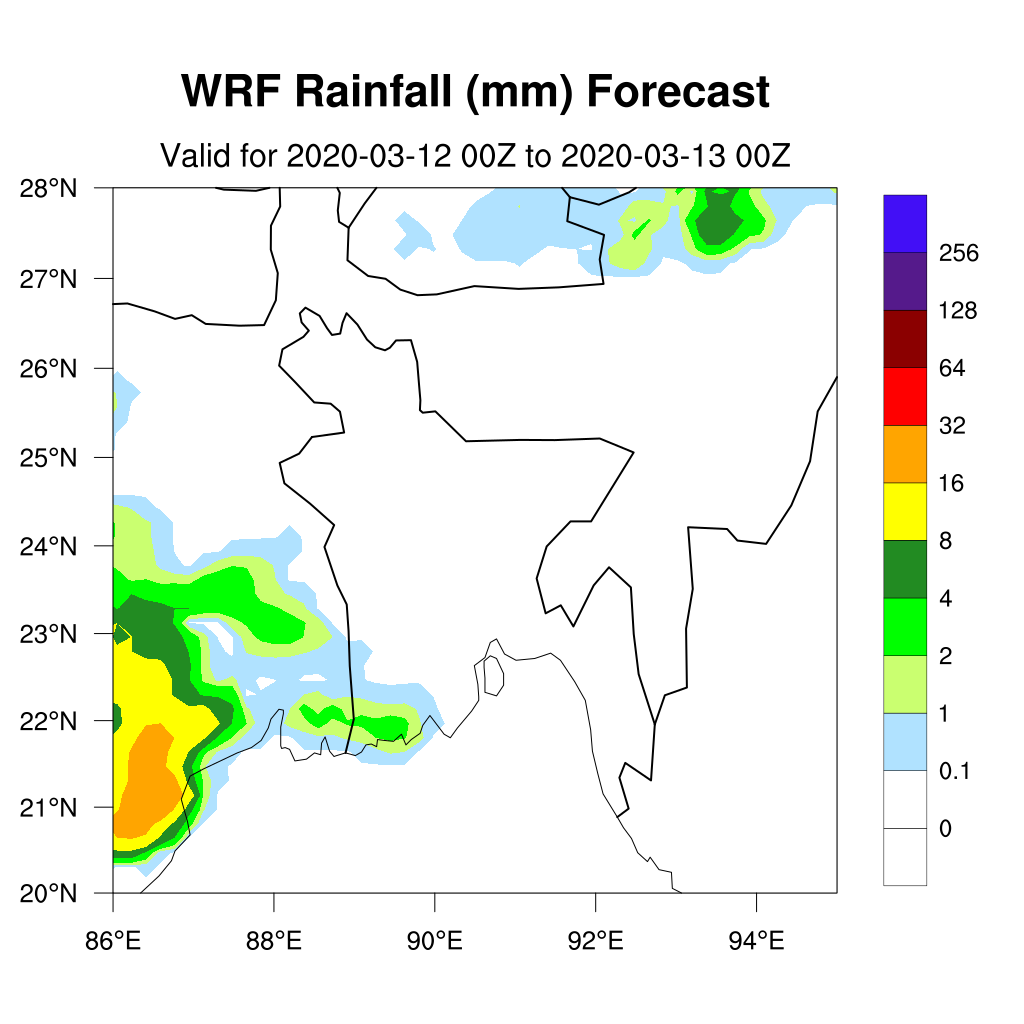 WRF Rainfall (mm) Forecast
Valid for 2020-03-12 00Z to 2020-03-13 00Z
28°N
27°N
26°N
25°N
24°N
23°N
22°N
21°N
20°N
86°E 88°E 90°E 92°E 94°E
256
128
64
32
16
8
4
2
1
0.1
0